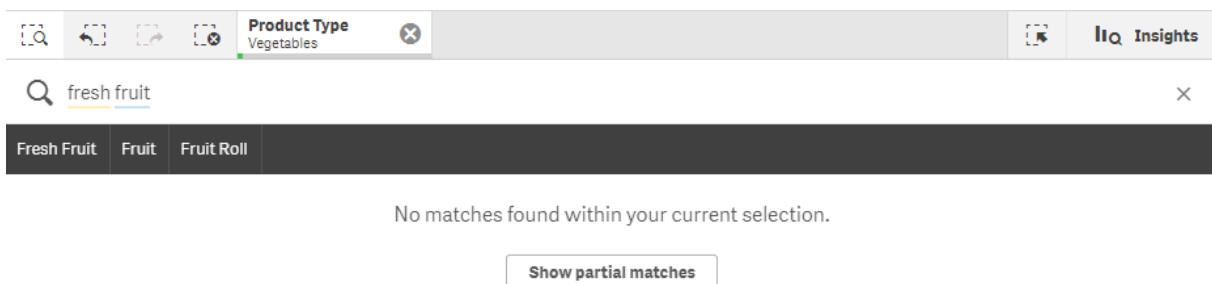 Product Type
Vegetables
Insights
fresh fruit
Fresh Fruit Fruit Fruit Roll
No matches found within your current selection.
Show partial matches